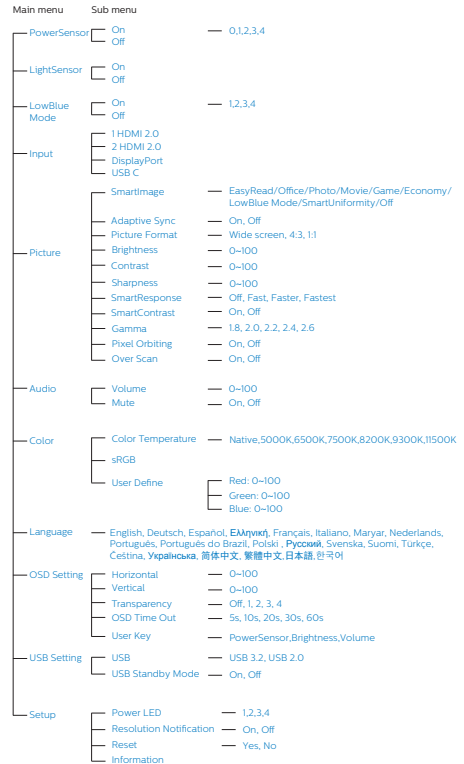 Main menu Sub menu
PowerSensor On 0,1,2,3,4
Off
LightSensor On
Off
LowBlue Mode On 1,2,3,4
Off
Input 1 HDMI 2.0
2 HDMI 2.0
DisplayPort
USB C
Picture SmartImage EasyRead/Office/Photo/Movie/Game/Economy/
LowBlue Mode/SmartUniformity/Off
Adaptive Sync On, Off
Picture Format Wide screen, 4:3, 1:1
Brightness 0~100
Contrast 0~100
Sharpness 0~100
SmartResponse Off, Fast, Faster, Fastest
SmartContrast On, Off
Gamma 1.8, 2.0, 2.2, 2.4, 2.6
Pixel Orbiting On, Off
Over Scan On, Off
Audio Volume 0~100
Mute On, Off
Color Color Temperature Native,5000K,6500K,7500K,8200K,9300K,11500K
sRGB
User Define Red: 0~100
Green: 0~100
Blue: 0~100
Language English, Deutsch, Español, Ελληνική, Français, Italiano, Maryar, Nederlands,
Português, Português do Brazil, Polski , Русский, Svenska, Suomi, Türkçe,
Čeština, Українська, 简体中文, 繁體中文,日本語,한국어
OSD Setting Horizontal 0~100
Vertical 0~100
Transparency Off, 1, 2, 3, 4
OSD Time Out 5s, 10s, 20s, 30s, 60s
User Key PowerSensor,Brightness,Volume
USB Setting USB USB 3.2, USB 2.0
USB Standby Mode On, Off
Setup Power LED 1,2,3,4
Resolution Notification On, Off
Reset Yes, No
Information